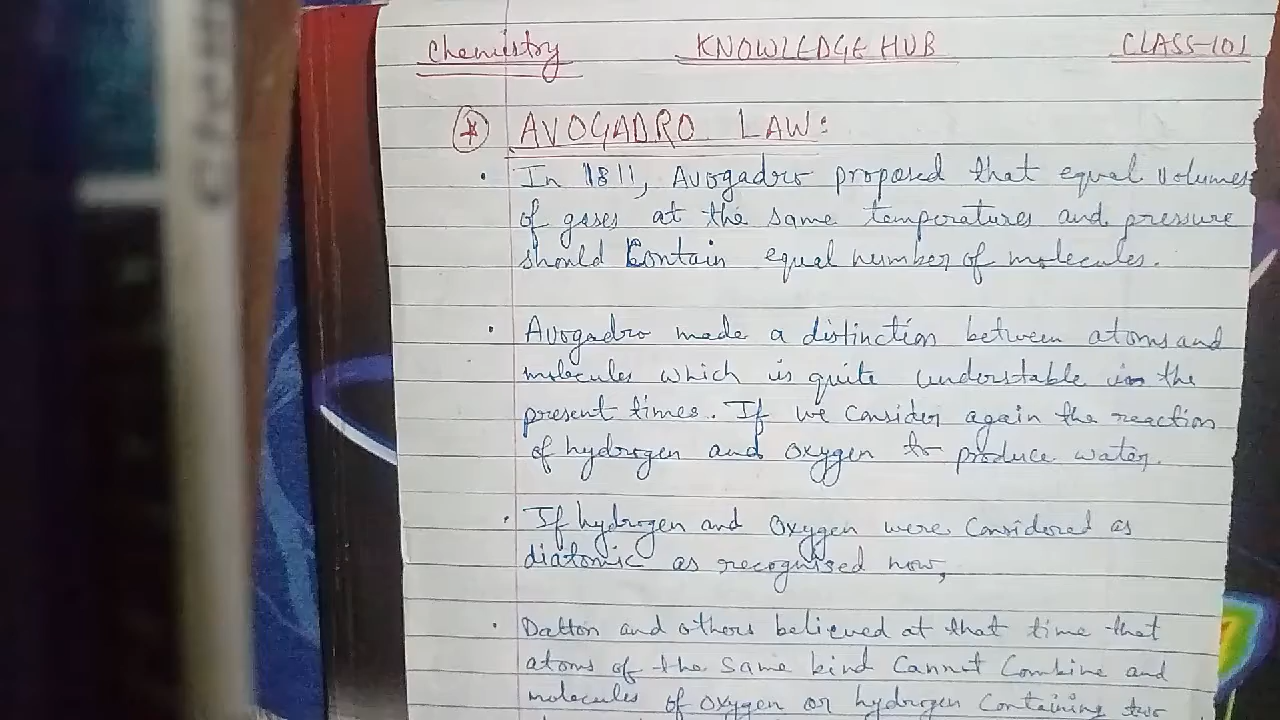 Chemistry KNOWLEDGE HUB CLASS-101
* AVOGADRO LAW:
• In 1811, Avogadro proposed that equal volumes
of gases at the same temperatures and pressure
should Contain equal number of molecules.
• Avogadro made a distinction between atoms and
molecules which is quite understable in the
present times. If we consider again the reaction
of hydrogen and oxygen to produce water.
• If hydrogen and Oxygen were Considered as
diatomic as recognised now,
• Dalton and others believed at that time that
atoms of the same kind Cannot Combine and
molecules of oxygen or hydrogen Containing two